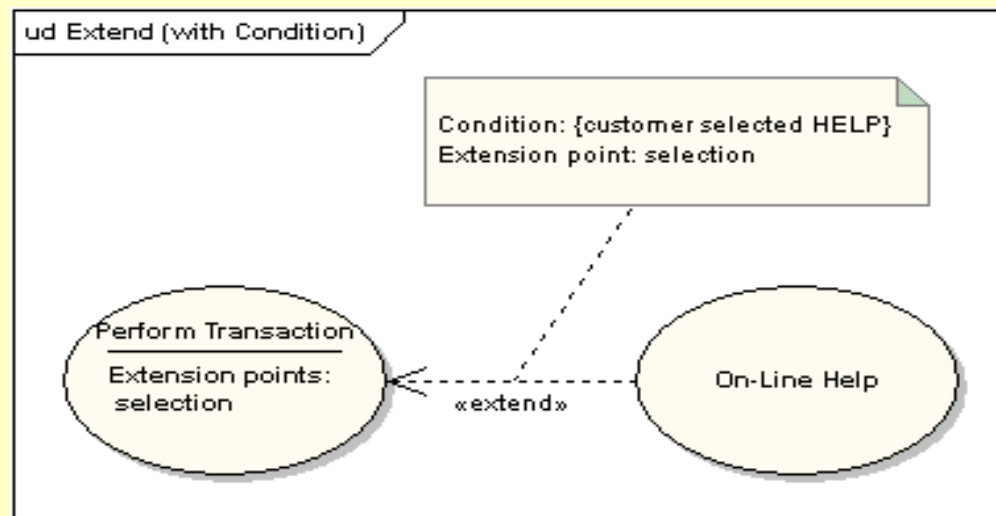 ud Extend (with Condition)
Condition: {customer selected HELP}
Extension point: selection
Perform Transaction
Extension points:
selection
«extend»
On-Line Help